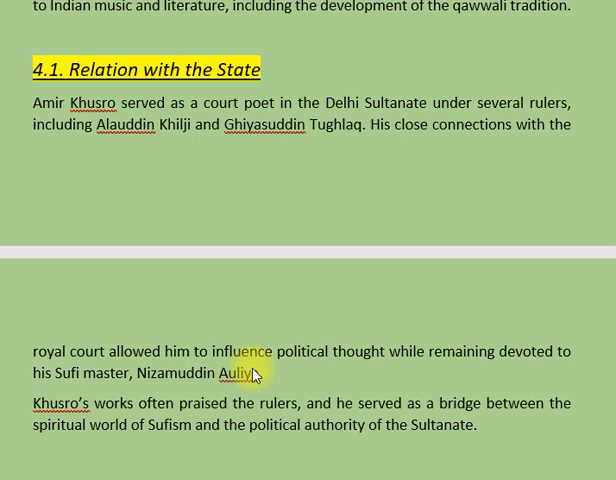 to Indian music and literature, including the development of the qawwali tradition.
4.1. Relation with the State
Amir Khusro served as a court poet in the Delhi Sultanate under several rulers,
including Alauddin Khilji and Ghiyasuddin Tughlaq. His close connections with the
royal court allowed him to influence political thought while remaining devoted to
his Sufi master, Nizamuddin
Khusro’s works often praised the rulers, and he served as a bridge between the
spiritual world of Sufism and the political authority of the Sultanate.